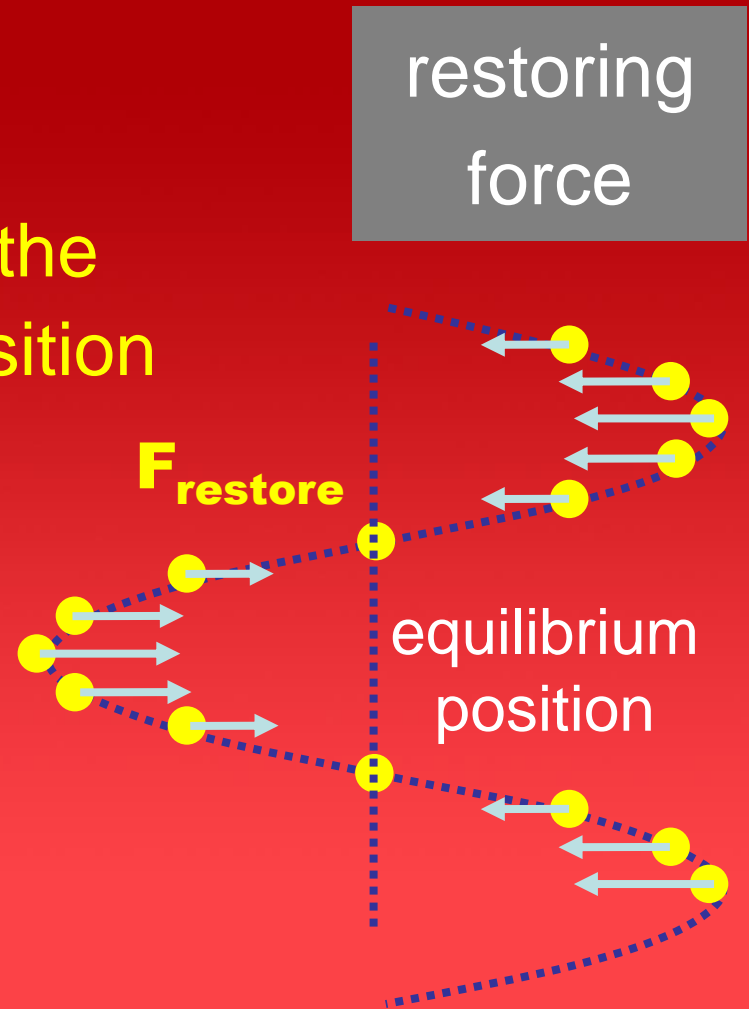 restoring
force
the
sition
Frestore
equilibrium
position